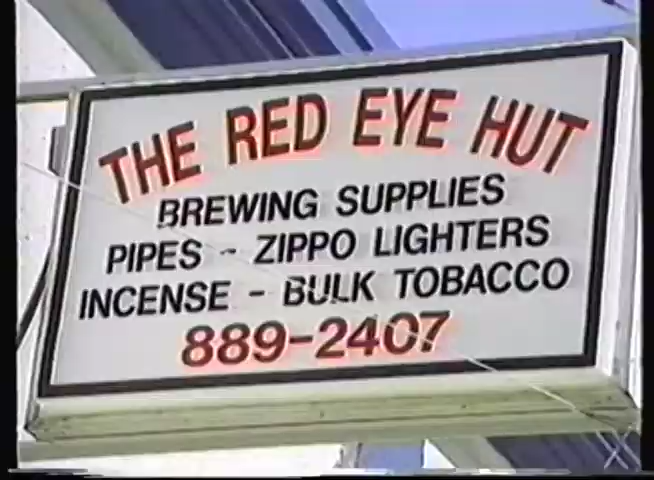 THE RED EYE HUT
BREWING SUPPLIES
PIPES - ZIPPO LIGHTERS
INCENSE - BULK TOBACCO
889-2407